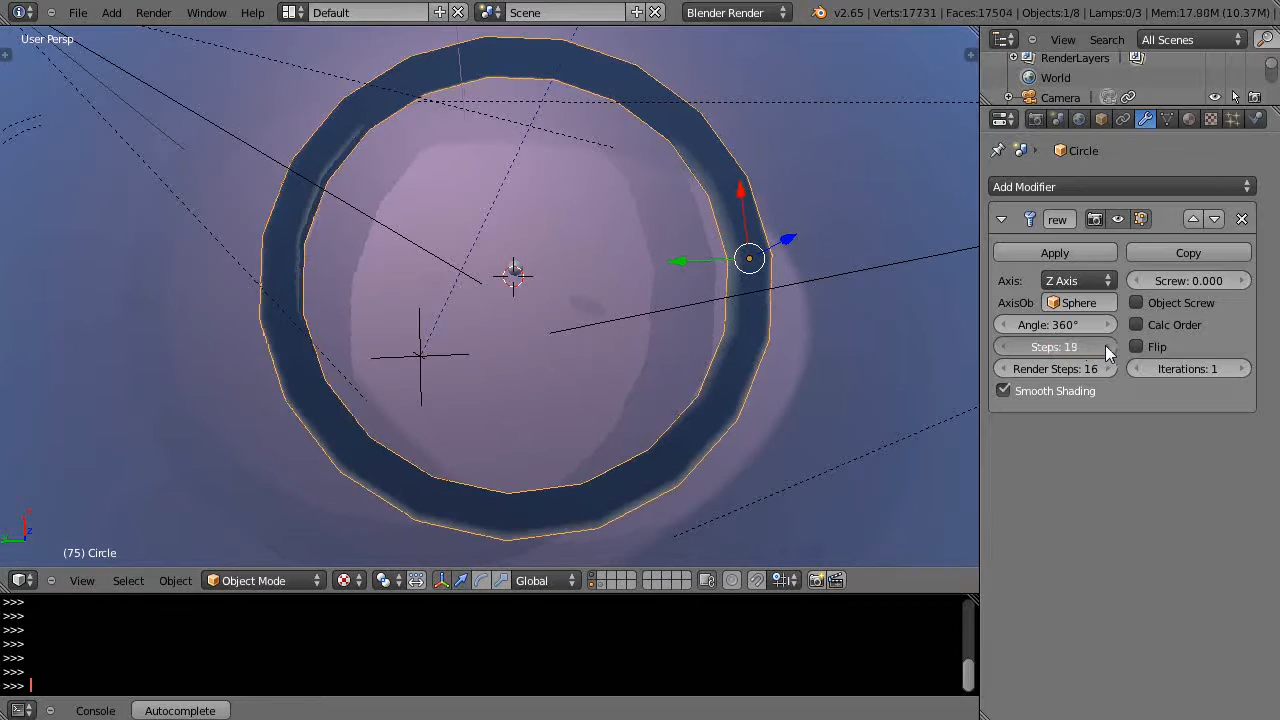 File Add Render Window Help Default Scene Blender Render v2.65 | Verts:17731 | Faces:17504 | Objects:1/8 | Lamps:0/3 | Mem:17.80M (10.37M)
User Persp
View Search All Scenes
RenderLayers
World
Camera
Circle
Add Modifier
rew
Apply Copy
Axis: Z Axis Screw: 0.000
AxisOb Sphere Object Screw
Angle: 360° Calc Order
Steps: 19 Flip
Render Steps: 16 Iterations: 1
Smooth Shading
(75) Circle
View Select Object Object Mode Global
>>>
>>>
>>>
>>>
>>>
>>>
>>>
Console Autocomplete